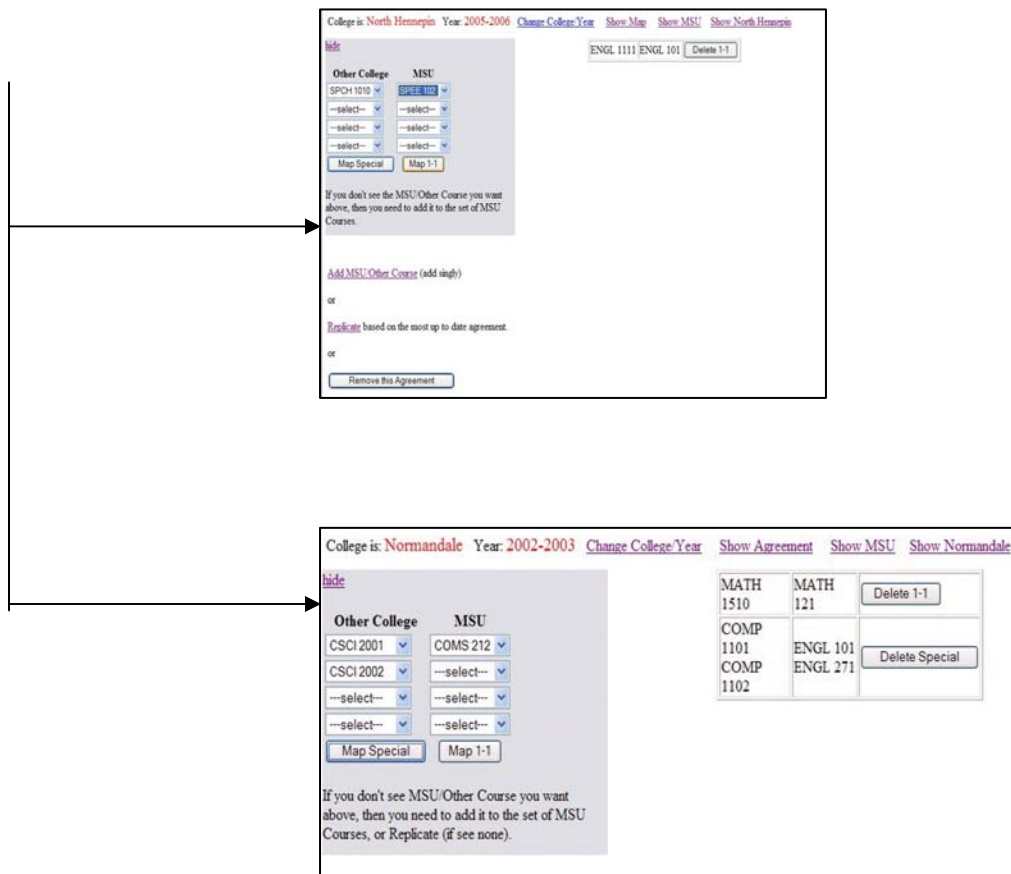 College is: North Hennepin Year: 2005-2006 Change College/Year Show Map Show MSU Show North Hennepin
hide
ENGL 1111 ENGL 101 Delete 1-1
Other College MSU
SPCH 1010 SPEE 102
---select--- ---select---
---select--- ---select---
---select--- ---select---
Map Special Map 1-1
If you don't see the MSU/Other Course you want
above, then you need to add it to the set of MSU
Courses.
Add MSU/Other Course (add singly)
or
Replicate based on the most up to date agreement.
or
Remove this Agreement
College is: Normandale Year: 2002-2003 Change College/Year Show Agreement Show MSU Show Normandale
hide
Other College MSU
CSCI 2001 COMS 212
CSCI 2002 ---select---
---select--- ---select---
---select--- ---select---
Map Special Map 1-1
If you don't see MSU/Other Course you want
above, then you need to add it to the set of MSU
Courses, or Replicate (if see none).
MATH MATH
1510 121
Delete 1-1
COMP
1101 ENGL 101
COMP ENGL 271
1102
Delete Special